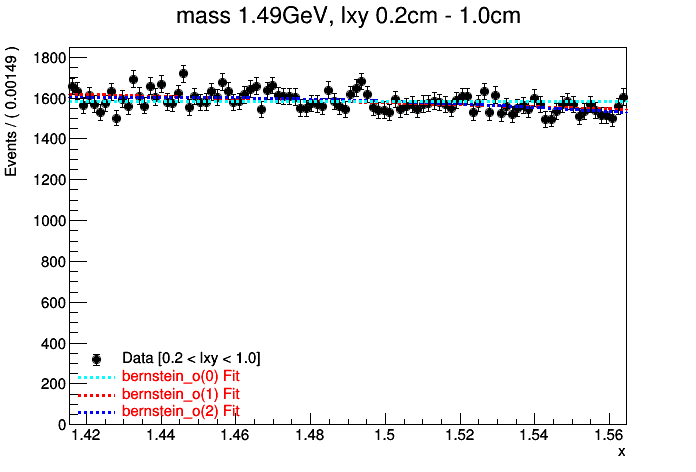 mass 1.49GeV, lxy 0.2cm - 1.0cm
Events / ( 0.00149 )
1800
1600
1400
1200
1000
800
600
400
200
0
Data [0.2 < lxy < 1.0]
bernstein_o(0) Fit
bernstein_o(1) Fit
bernstein_o(2) Fit
1.42 1.44 1.46 1.48 1.5 1.52 1.54 1.56
x